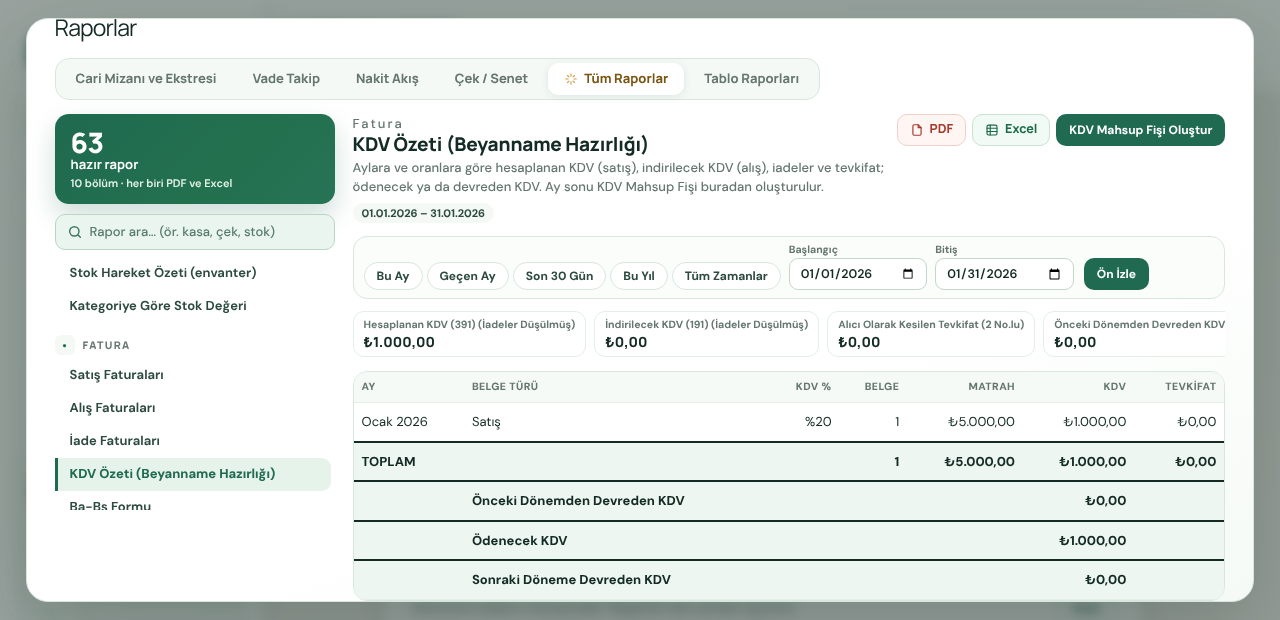 Raporlar
Cari Mizanı ve Ekstresi
Vade Takip
Nakit Akış
Çek / Senet
Tüm Raporlar
Tablo Raporları
63
hazır rapor
10 bölüm · her biri PDF ve Excel
Rapor ara... (ör. kasa, çek, stok)
Stok Hareket Özeti (envanter)
Kategoriye Göre Stok Değeri
FATURA
Satış Faturaları
Alış Faturaları
İade Faturaları
KDV Özeti (Beyanname Hazırlığı)
Ba-Bs Formu
Fatura
KDV Özeti (Beyanname Hazırlığı)
PDF
Excel
KDV Mahsup Fişi Oluştur
Aylara ve oranlara göre hesaplanan KDV (satış), indirilecek KDV (alış), iadeler ve tevkifat;
ödenecek ya da devreden KDV. Ay sonu KDV Mahsup Fişi buradan oluşturulur.
01.01.2026 – 31.01.2026
Bu Ay
Geçen Ay
Son 30 Gün
Bu Yıl
Tüm Zamanlar
Başlangıç
01/01/2026
Bitiş
01/31/2026
Ön İzle
Hesaplanan KDV (391) (İadeler Düşülmüş)
₺1.000,00
İndirilecek KDV (191) (İadeler Düşülmüş)
₺0,00
Alıcı Olarak Kesilen Tevkifat (2 No.lu)
₺0,00
Önceki Dönemden Devreden KDV
₺0,00
AY BELGE TÜRÜ KDV % BELGE MATRAH KDV TEVKİFAT
Ocak 2026 Satış %20 1 ₺5.000,00 ₺1.000,00 ₺0,00
TOPLAM 1 ₺5.000,00 ₺1.000,00 ₺0,00
Önceki Dönemden Devreden KDV ₺0,00
Ödenecek KDV ₺1.000,00
Sonraki Döneme Devreden KDV ₺0,00